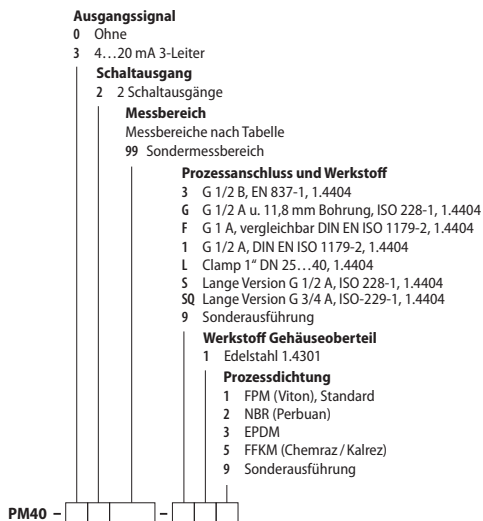 Ausgangssignal
0 Ohne
3 4…20 mA 3-Leiter
Schaltausgang
2 2 Schaltausgänge
Messbereich
Messbereiche nach Tabelle
99 Sondermessbereich
Prozessanschluss und Werkstoff
3 G 1/2 B, EN 837-1, 1.4404
G G 1/2 A u. 11,8 mm Bohrung, ISO 228-1, 1.4404
F G 1 A, vergleichbar DIN EN ISO 1179-2, 1.4404
1 G 1/2 A, DIN EN ISO 1179-2, 1.4404
L Clamp 1“ DN 25…40, 1.4404
S Lange Version G 1/2 A, ISO 228-1, 1.4404
SQ Lange Version G 3/4 A, ISO-229-1, 1.4404
9 Sonderausführung
Werkstoff Gehäuseoberteil
1 Edelstahl 1.4301
Prozessdichtung
1 FPM (Viton), Standard
2 NBR (Perbuan)
3 EPDM
5 FFKM (Chemraz / Kalrez)
9 Sonderausführung
PM40 – –